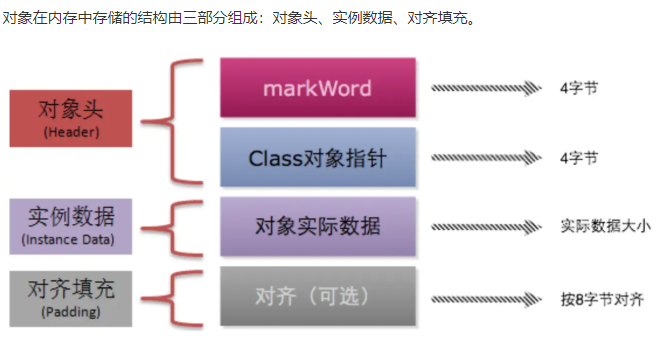 对象在内存中存储的结构由三部分组成：对象头、实例数据、对齐填充。
对象头
(Header)
markWord
4字节
Class对象指针
4字节
实例数据
(Instance Data)
对象实际数据
实际数据大小
对齐填充
(Padding)
对齐（可选）
按8字节对齐